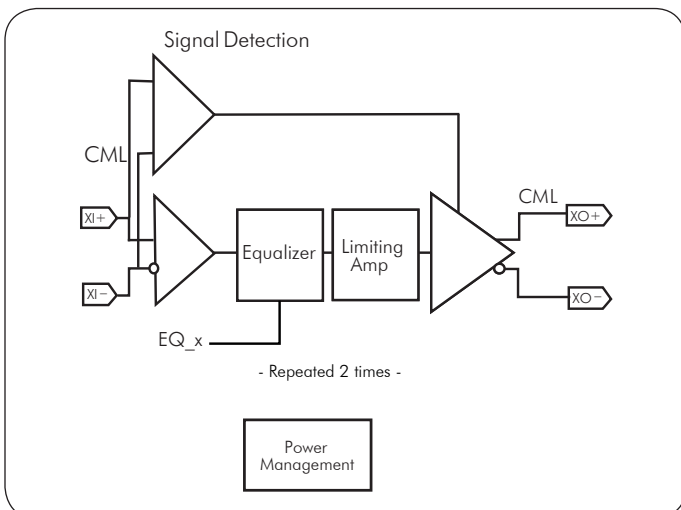 Signal Detection
CML
XI+
XI-
Equalizer
Limiting
Amp
CML
XO+
XO-
EQ_x
- Repeated 2 times -
Power
Management